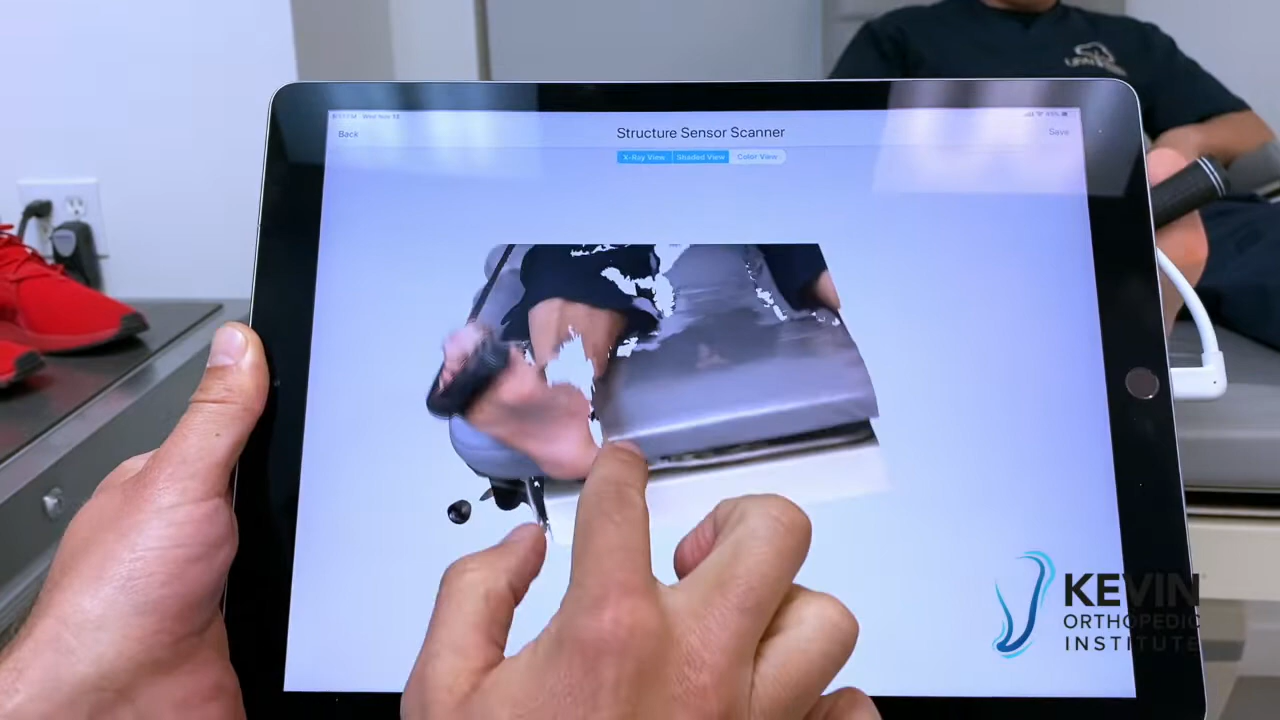 Back
Structure Sensor Scanner
Save
X-Ray View
Shaded View
Color View
KEVIN
ORTHOPEDIC
INSTITUTE